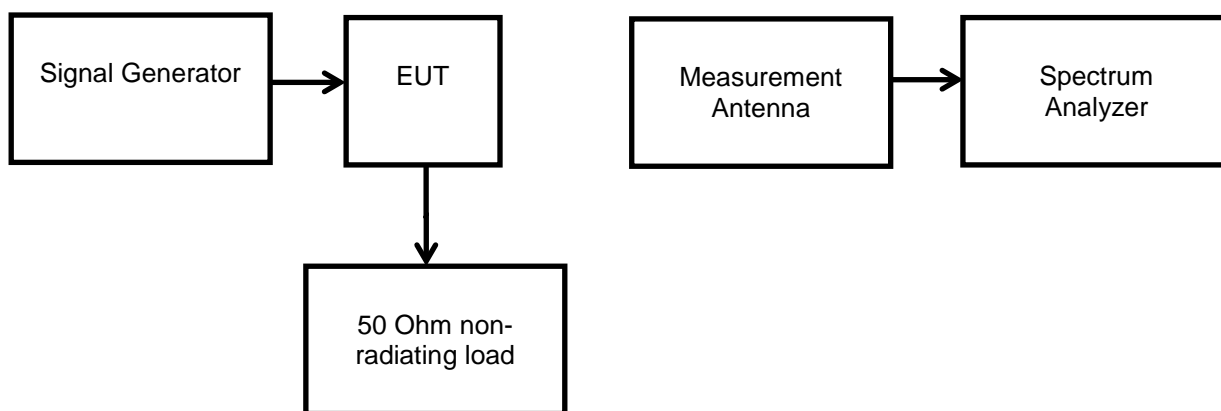 Signal Generator
EUT
Measurement
Antenna
Spectrum
Analyzer
50 Ohm non-
radiating load